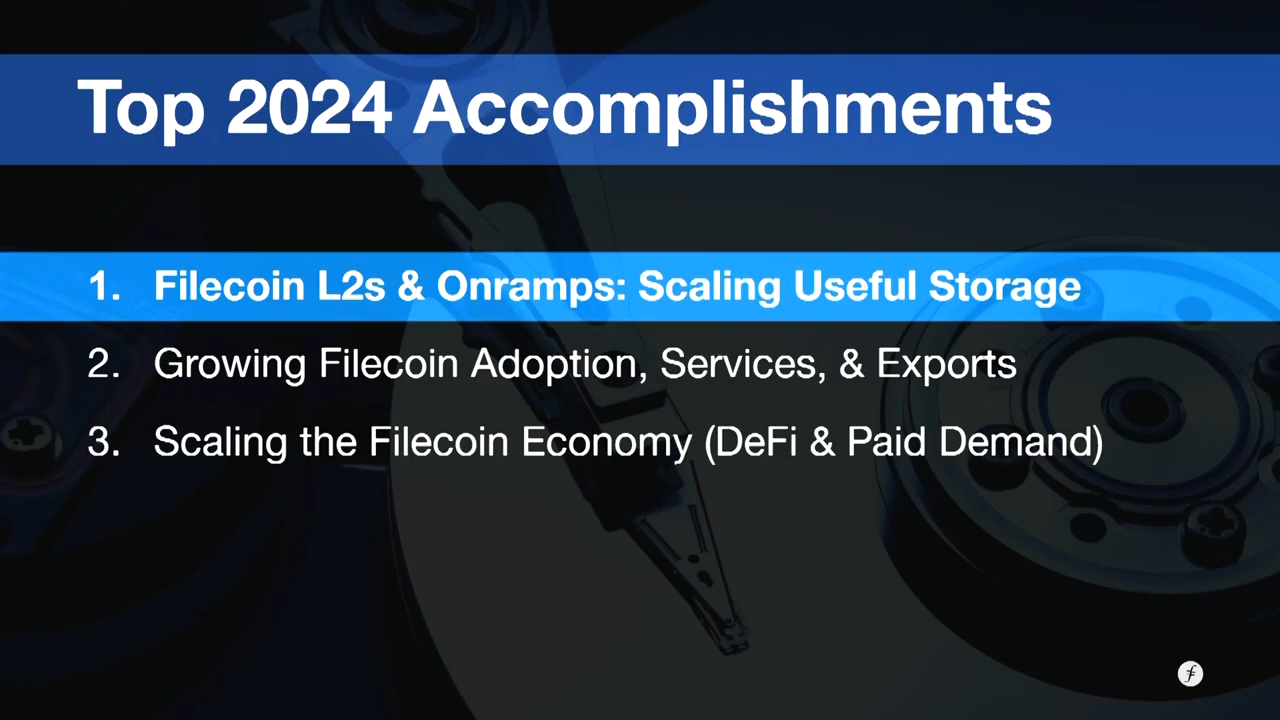 Top 2024 Accomplishments
1. Filecoin L2s & Onramps: Scaling Useful Storage
2. Growing Filecoin Adoption, Services, & Exports
3. Scaling the Filecoin Economy (DeFi & Paid Demand)